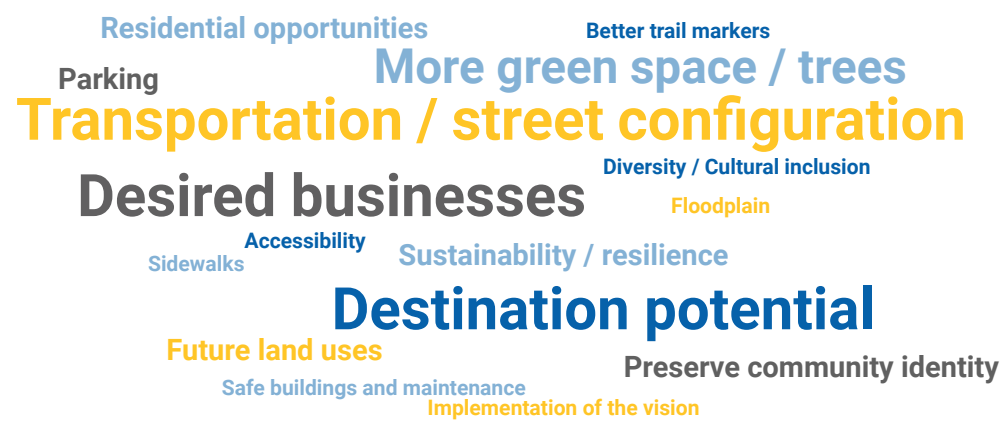 Residential opportunities
Better trail markers
Parking
More green space / trees
Transportation / street configuration
Diversity / Cultural inclusion
Desired businesses
Floodplain
Accessibility
Sidewalks
Sustainability / resilience
Destination potential
Future land uses
Preserve community identity
Safe buildings and maintenance
Implementation of the vision